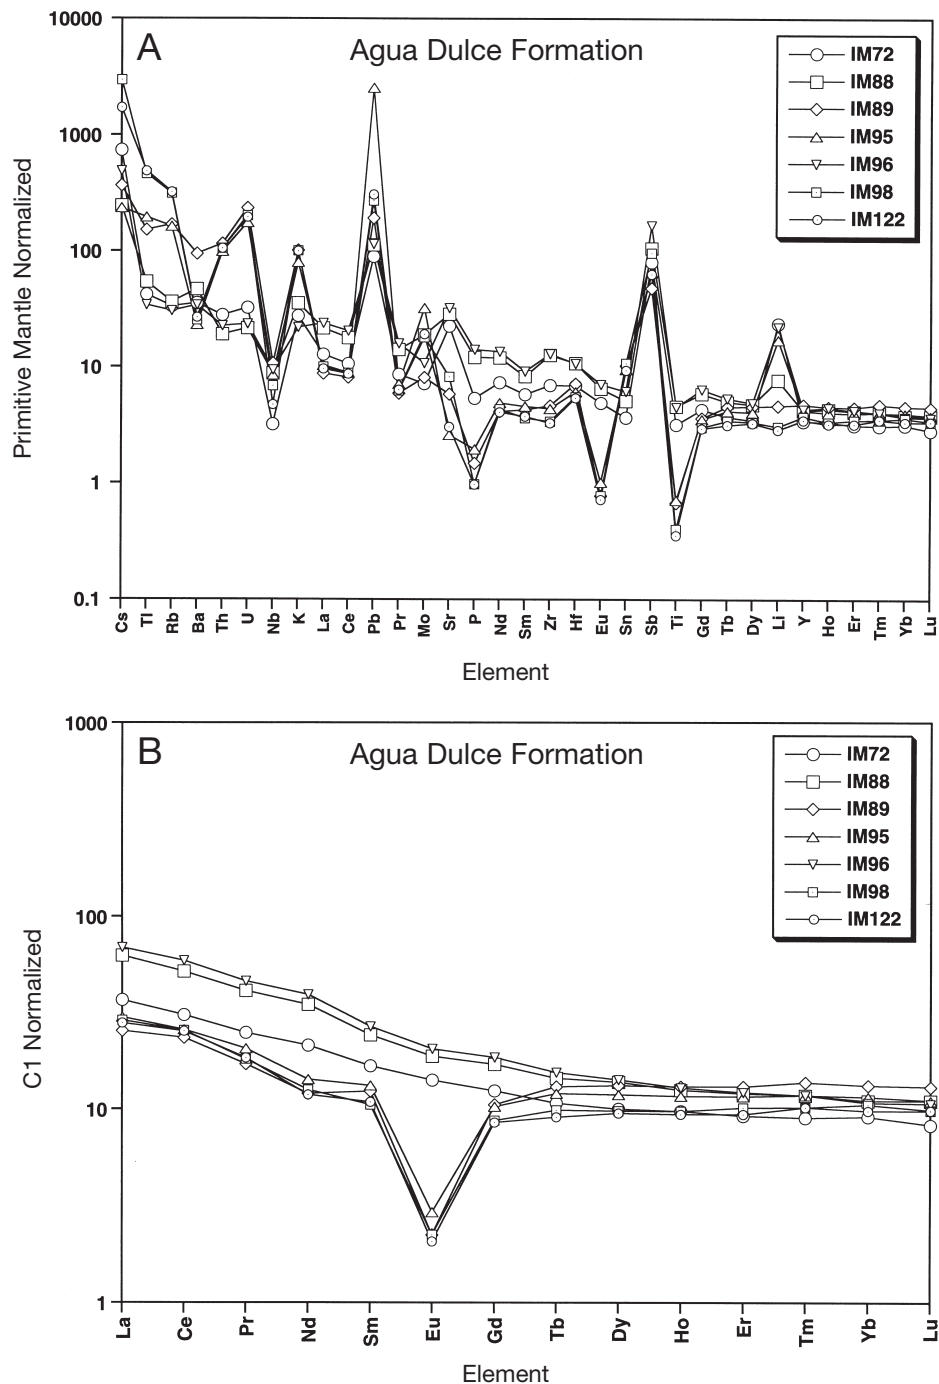 A
Agua Dulce Formation
IM72
IM88
IM89
IM95
IM96
IM98
IM122
Primitive Mantle Normalized
10000
1000
100
10
1
0.1
Cs Tl Rb Ba Th U Nb K La Ce Pb Pr Mo Sr P Nd Sm Zr Hf Eu Sn Sb Ti Gd Tb Dy Li Y Ho Er Tm Yb Lu
Element
B
Agua Dulce Formation
IM72
IM88
IM89
IM95
IM96
IM98
IM122
C1 Normalized
1000
100
10
1
La Ce Pr Nd Sm Eu Gd Tb Dy Ho Er Tm Yb Lu
Element